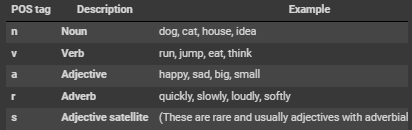 POS tag Description Example
n Noun dog, cat, house, idea
v Verb run, jump, eat, think
a Adjective happy, sad, big, small
r Adverb quickly, slowly, loudly, softly
s Adjective satellite (These are rare and usually adjectives with adverbial